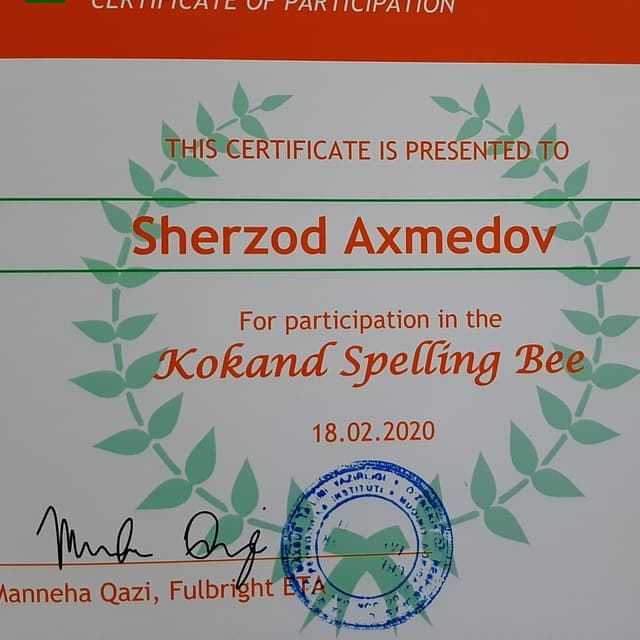 CERTIFICATE OF PARTICIPATION
THIS CERTIFICATE IS PRESENTED TO
Sherzod Axmedov
For participation in the
Kokand Spelling Bee
18.02.2020
Manneha Qazi, Fulbright ETA